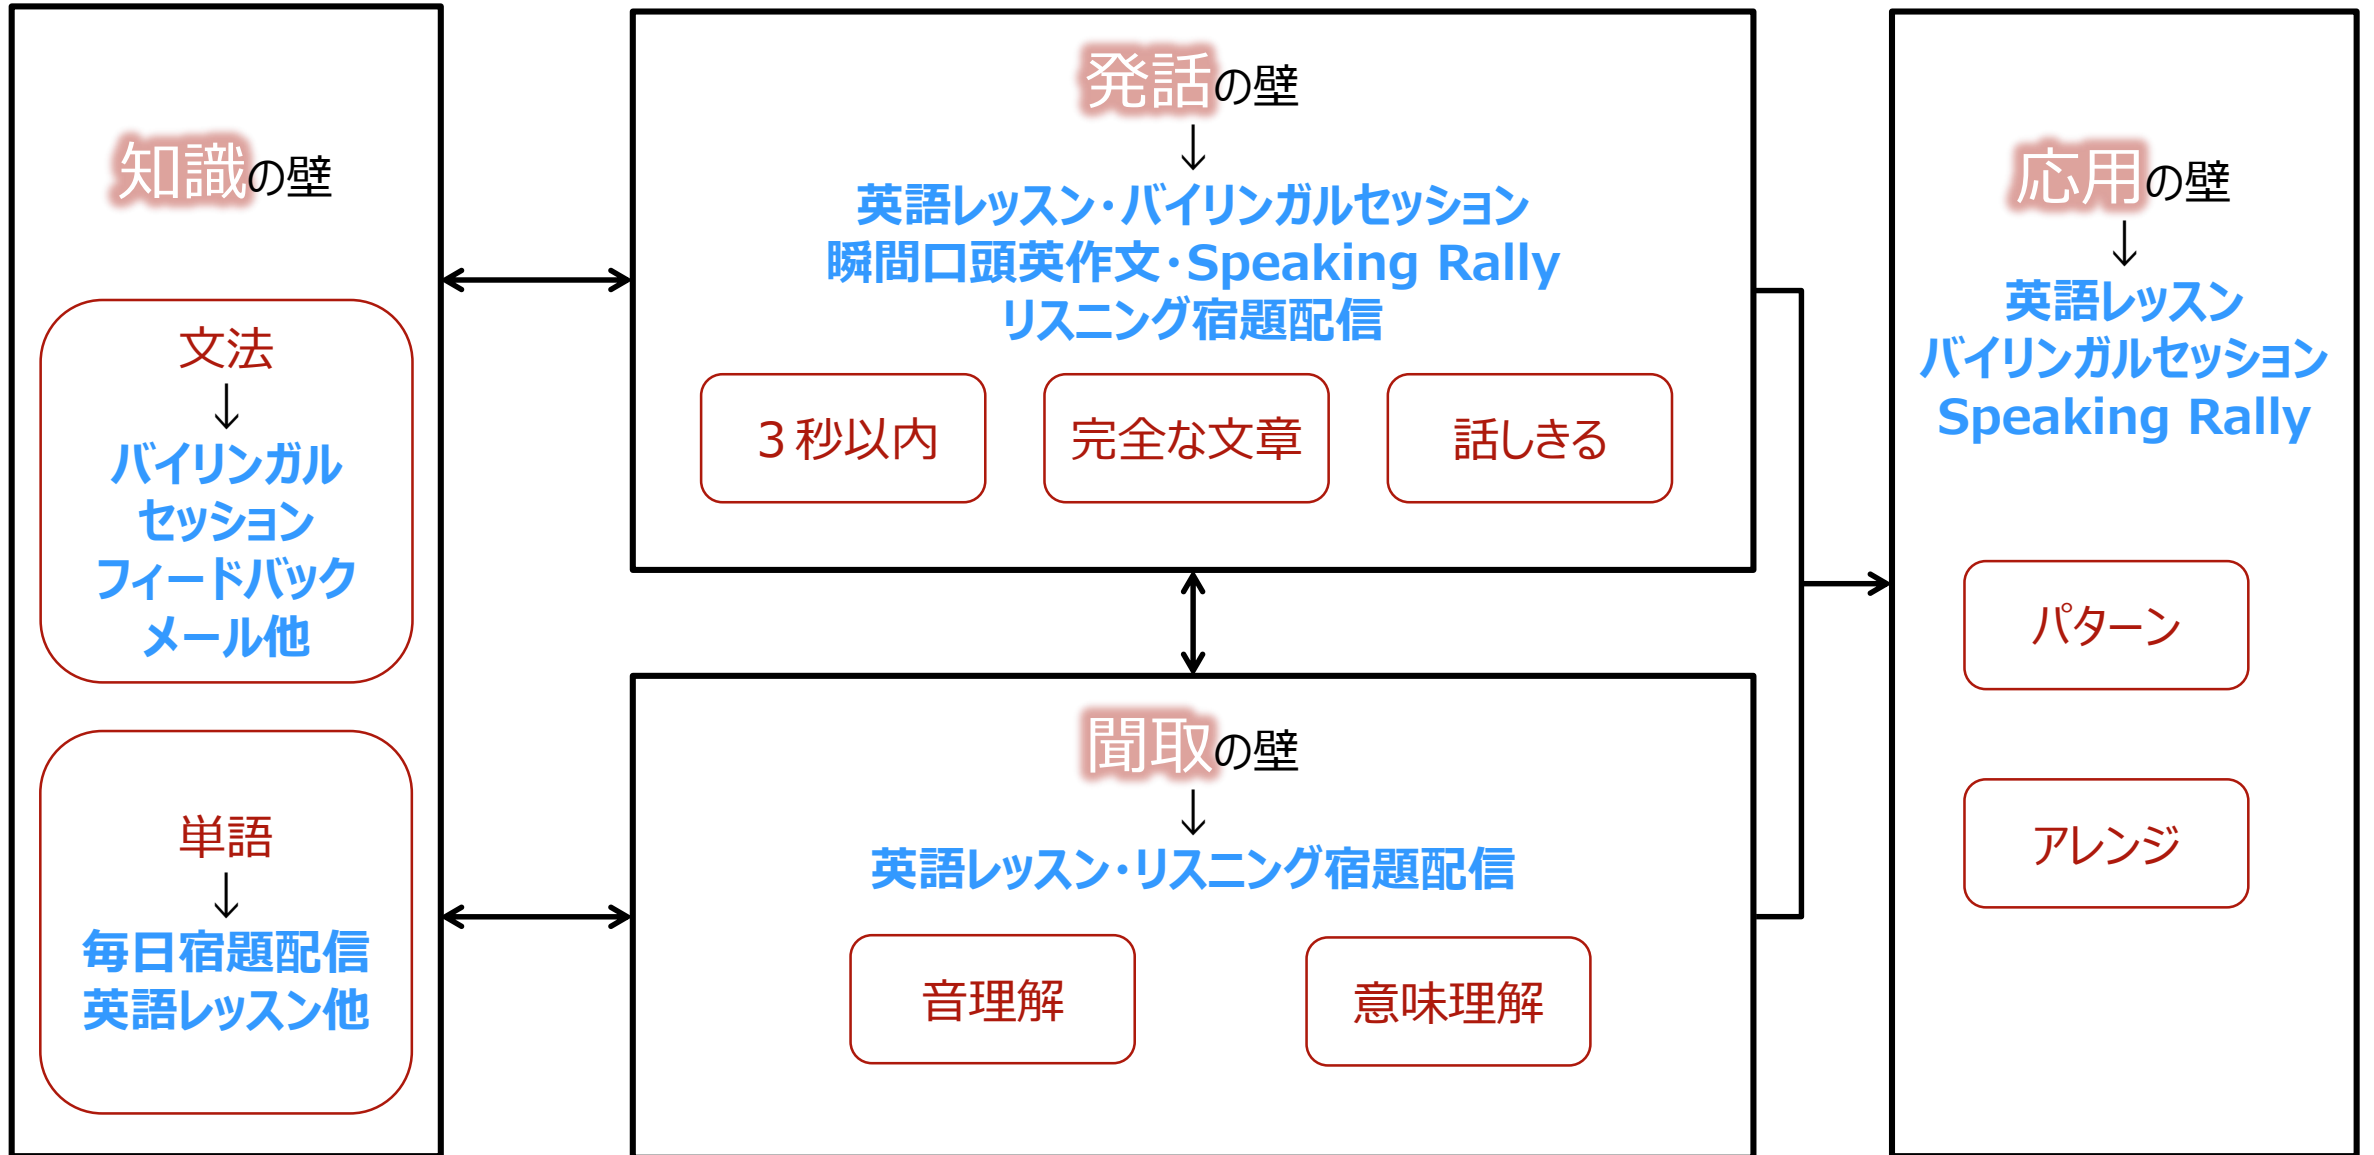 知識の壁
文法
↓
バイリンガル
セッション
フィードバック
メール他
単語
↓
毎日宿題配信
英語レッスン他
発話の壁
↓
英語レッスン・バイリンガルセッション
瞬間口頭英作文・Speaking Rally
リスニング宿題配信
３秒以内
完全な文章
話しきる
聞取の壁
↓
英語レッスン・リスニング宿題配信
音理解
意味理解
応用の壁
↓
英語レッスン
バイリンガルセッション
Speaking Rally
パターン
アレンジ